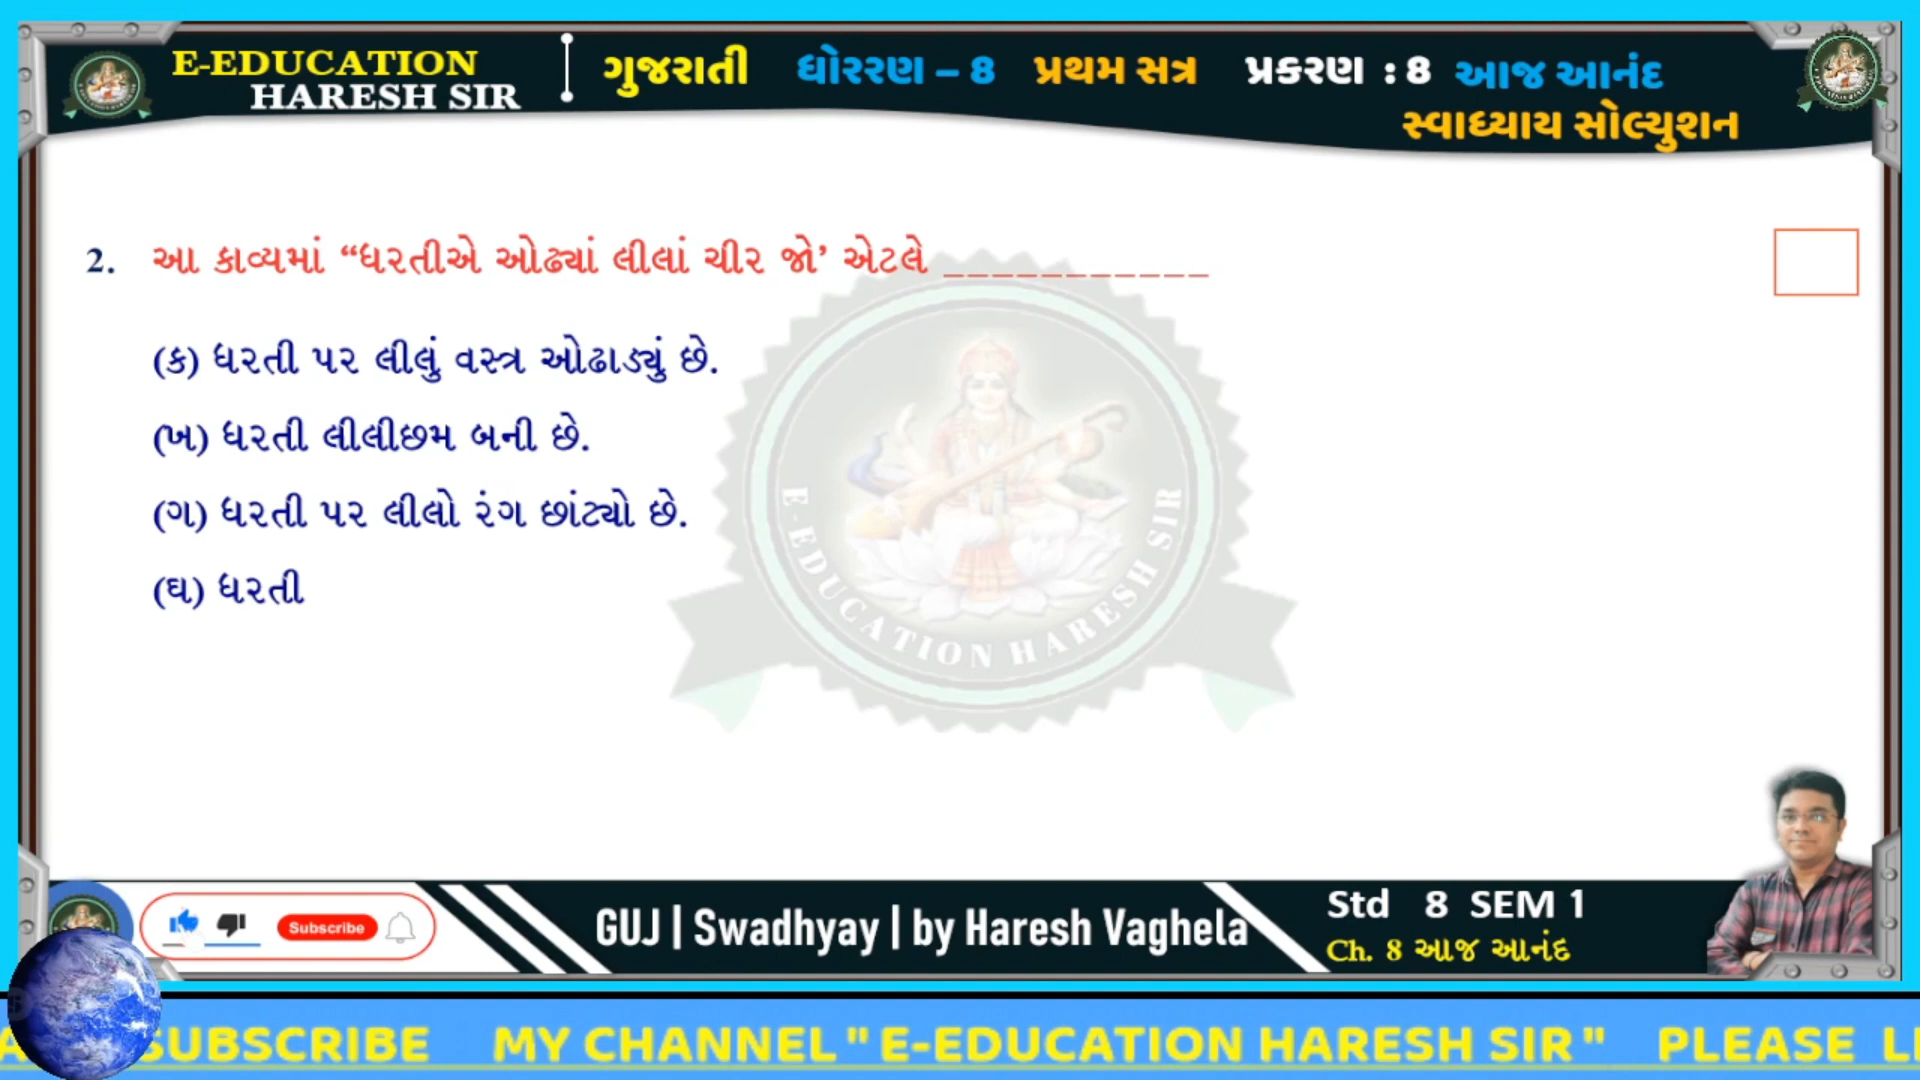 E-EDUCATION
HARESH SIR
ગુજરાતી ધોરરણ – 8 પ્રથમ સત્ર પ્રકરણ : 8 આજ આનંદ
સ્વાધ્યાય સોલ્યુશન
2. આ કાવ્યમાં “ધરતીએ ઓઢ્યાં લીલાં ચીર જો’ એટલે ___________
(ક) ધરતી પર લીલું વસ્ત્ર ઓઢાડ્યું છે.
(ખ) ધરતી લીલીછમ બની છે.
(ગ) ધરતી પર લીલો રંગ છાંટ્યો છે.
(ઘ) ધરતી
E-EDUCATION HARESH SIR
Subscribe
GUJ | Swadhyay | by Haresh Vaghela
Std 8 SEM 1
Ch. 8 આજ આનંદ
SUBSCRIBE MY CHANNEL " E-EDUCATION HARESH SIR " PLEASE